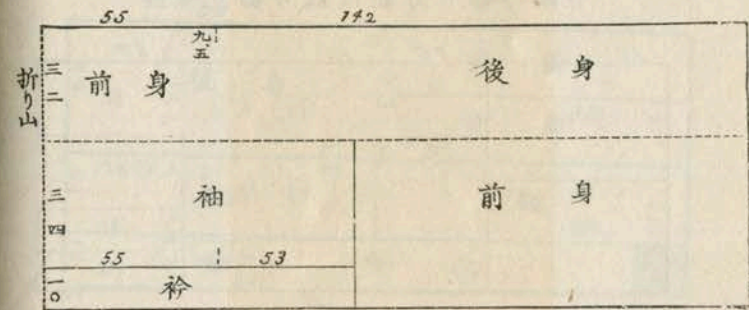 55 142
九.五
折り山
三二 前身 後身
三四 袖 前身
55 53
一〇 衿